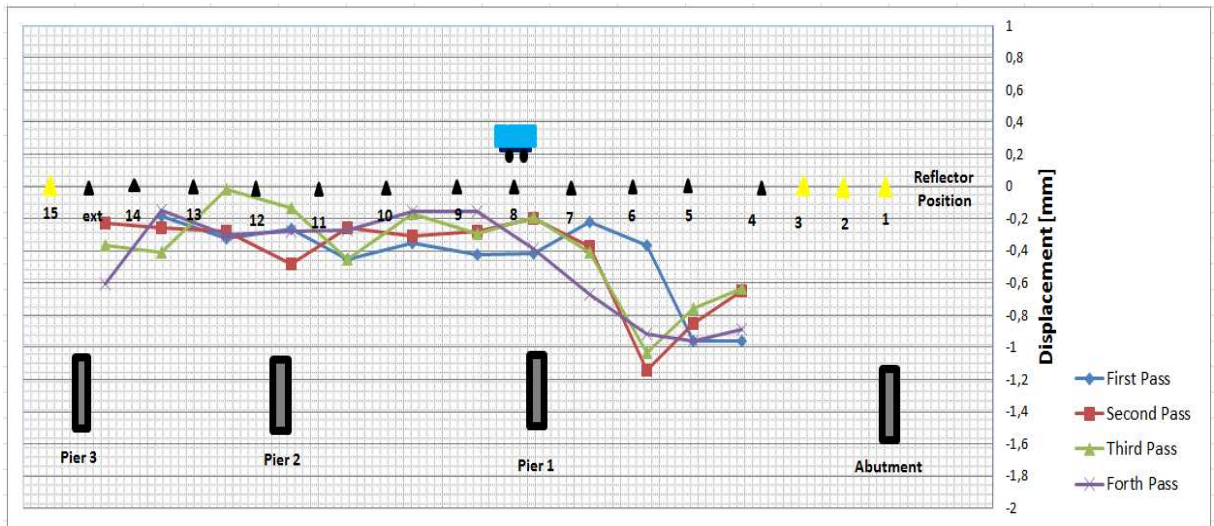 1
0,8
0,6
0,4
0,2
0
-0,2
-0,4
-0,6
-0,8
-1
-1,2
-1,4
-1,6
-1,8
-2
Displacement [mm]
Reflector
Position
15 ext 14 13 12 11 10 9 8 7 6 5 4 3 2 1
Pier 3
Pier 2
Pier 1
Abutment
First Pass
Second Pass
Third Pass
Forth Pass